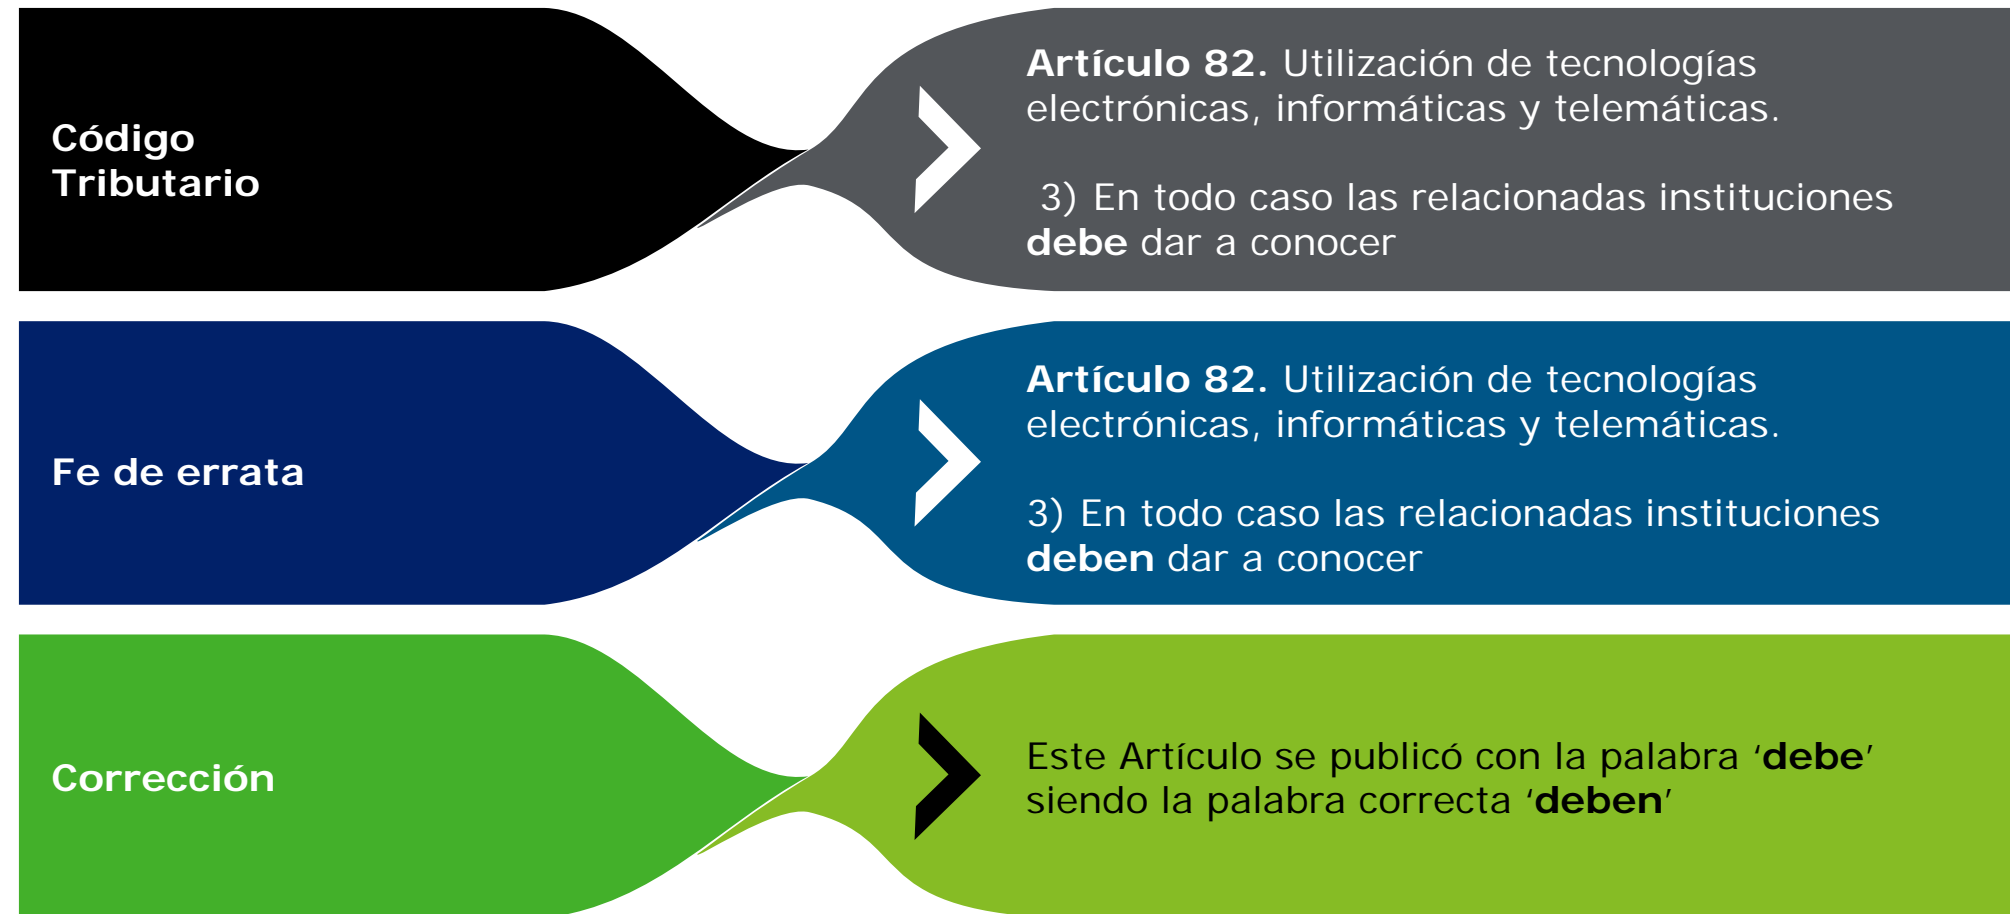 Código
Tributario
Artículo 82. Utilización de tecnologías
electrónicas, informáticas y telemáticas.
3) En todo caso las relacionadas instituciones
debe dar a conocer
Fe de errata
Artículo 82. Utilización de tecnologías
electrónicas, informáticas y telemáticas.
3) En todo caso las relacionadas instituciones
deben dar a conocer
Corrección
Este Artículo se publicó con la palabra ‘debe’
siendo la palabra correcta ‘deben’